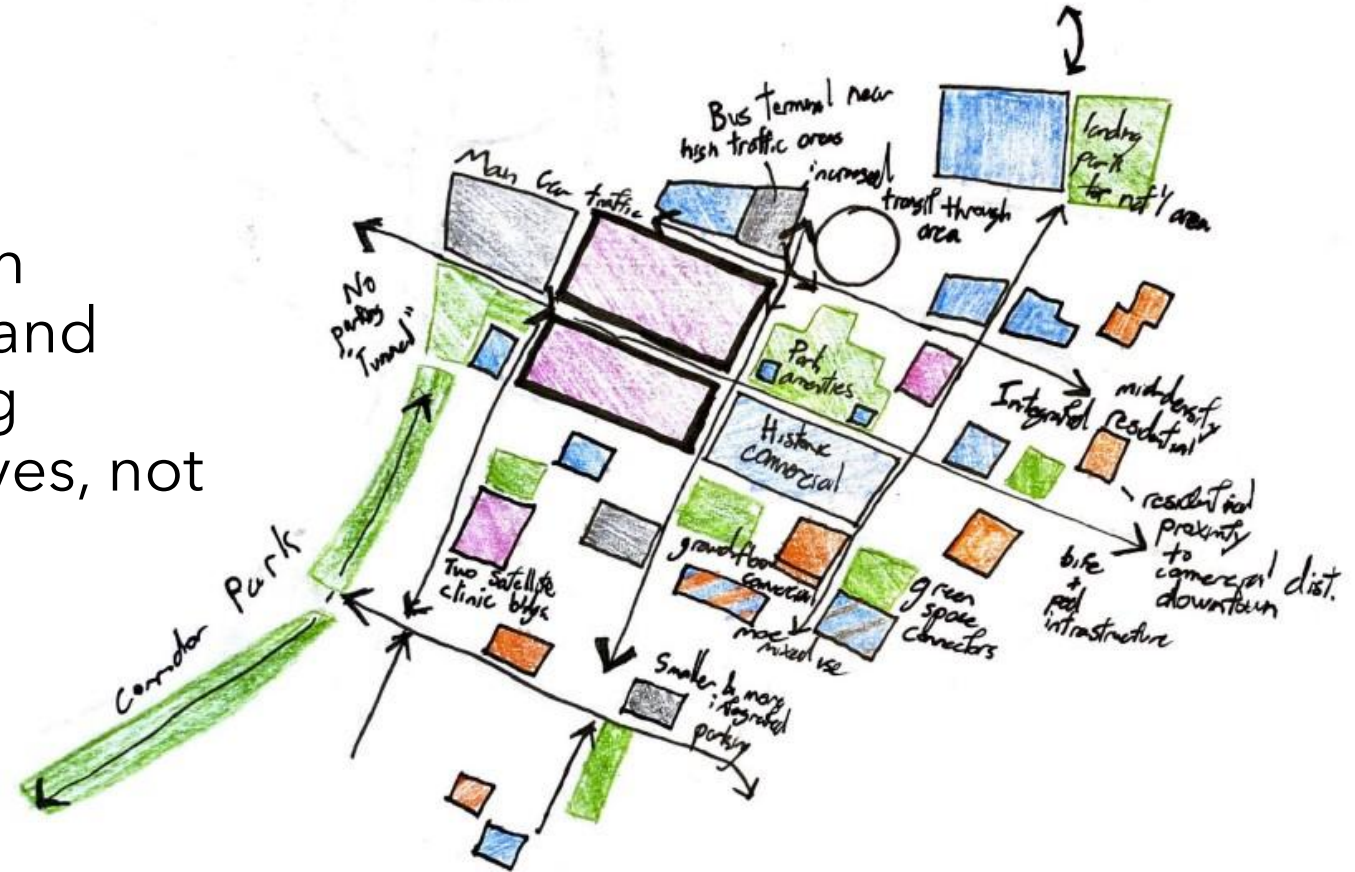 n
and
g
ves, not
Main Car traffic
Bus Terminal near
high traffic areas
increased
transit through
area
landing
park
for nat'l area
No
parking
"Tunnel"
Park
amenities
Historic
Commercial
mid-density
Integrated residential
residential
proximity
to
comercial dist.
downtown
bike
+
ped
infrastructure
ground floor
comercial
more
mixed use
green
space
connectors
Two Satellite
clinic bldgs
Smaller & more
integrated
parking
Corridor Parks